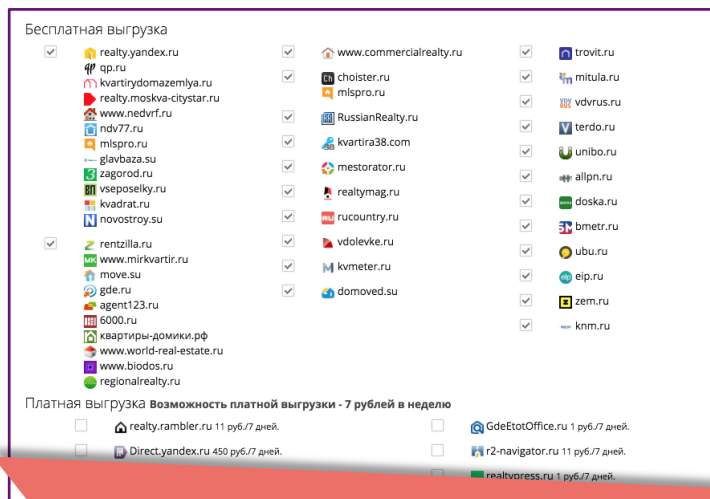 Бесплатная выгрузка
realty.yandex.ru
qp.ru
kvartirydomazemlya.ru
realty.moskva-citystar.ru
www.nedvrf.ru
ndv77.ru
mlspro.ru
glavbaza.su
zagorod.ru
vseposelky.ru
kvadrat.ru
novostroy.su
rentzilla.ru
www.mirkvartir.ru
move.su
gde.ru
agent123.ru
6000.ru
квартиры-домики.рф
www.world-real-estate.ru
www.biodos.ru
regionalrealty.ru
www.commercialrealty.ru
choister.ru
mlspro.ru
RussianRealty.ru
kvartira38.com
mestorator.ru
realtymag.ru
rucountry.ru
vdolevke.ru
kvmeter.ru
domoved.su
trovit.ru
mitula.ru
vdvrus.ru
terdo.ru
unibo.ru
allpn.ru
doska.ru
bmetr.ru
ubu.ru
eip.ru
zem.ru
knm.ru
Платная выгрузка Возможность платной выгрузки - 7 рублей в неделю
realty.rambler.ru 11 руб./7 дней.
Direct.yandex.ru 450 руб./7 дней.
GdeEtotOffice.ru 1 руб./7 дней.
r2-navigator.ru 11 руб./7 дней.
realtypress.ru 1 руб./7 дней.